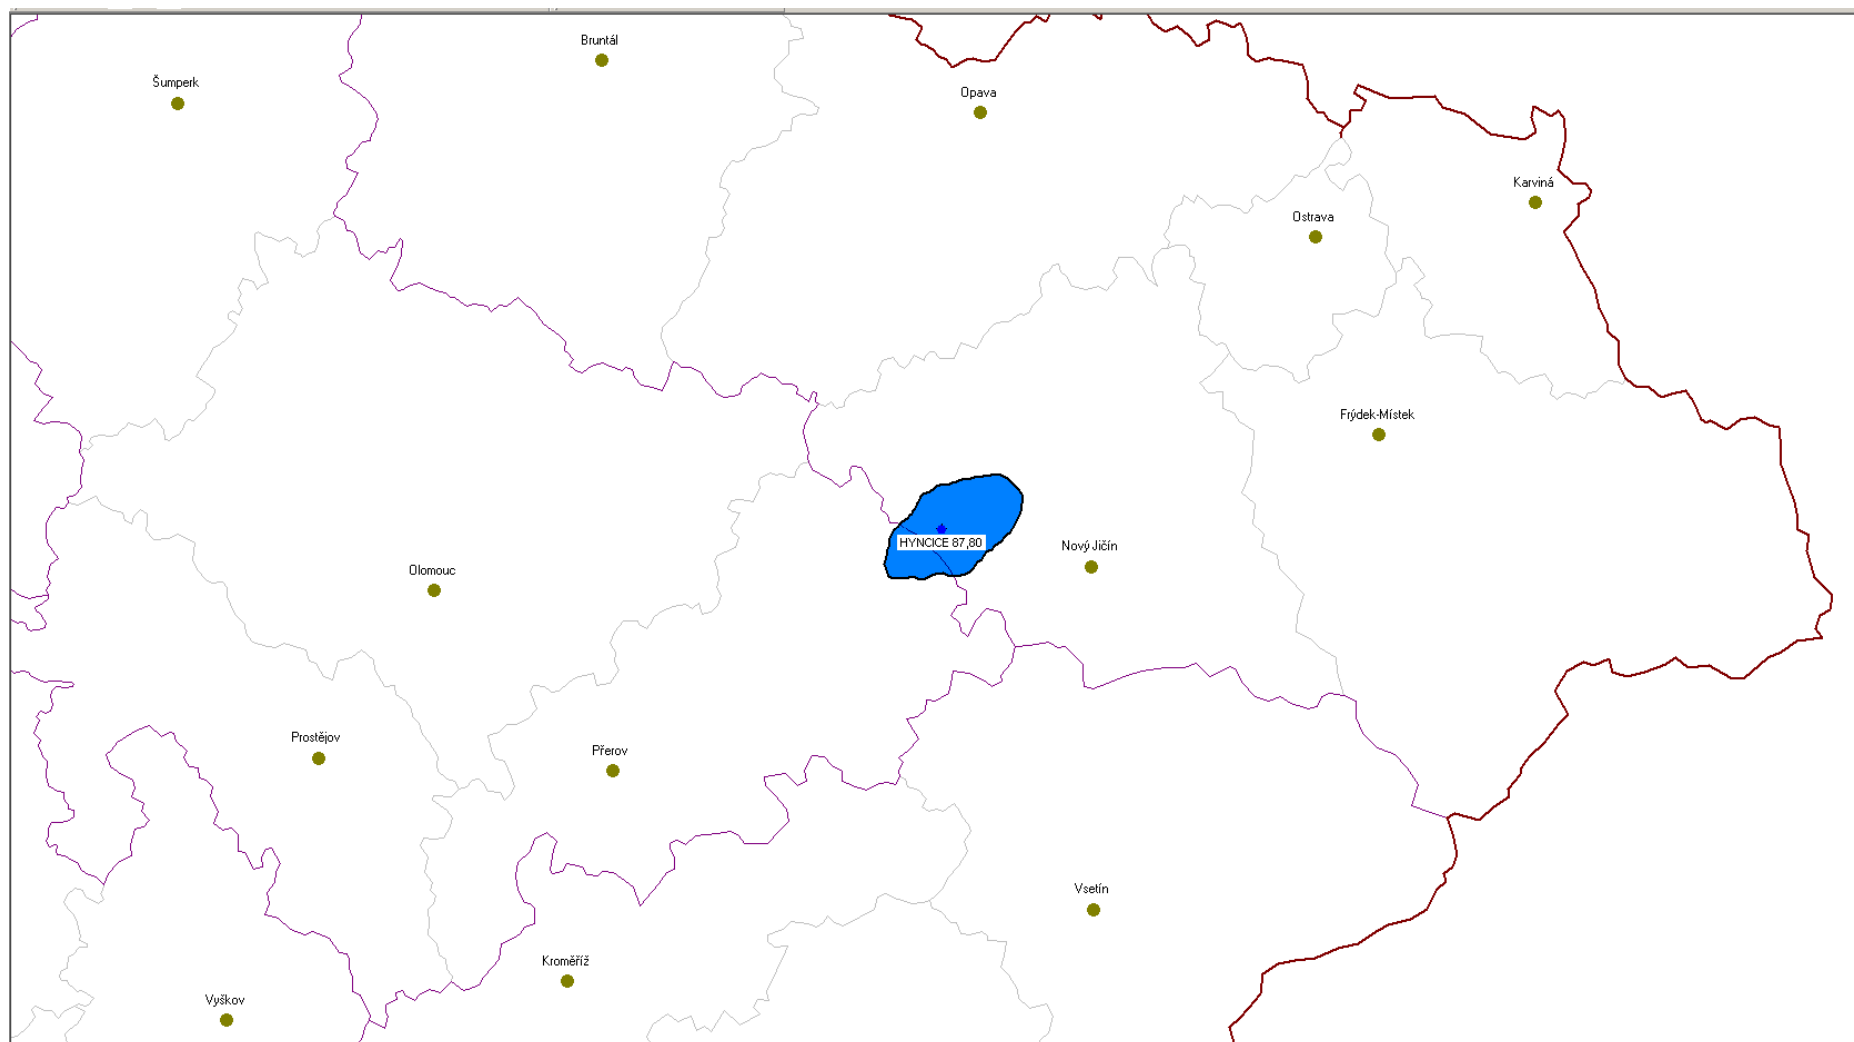 Bruntál
Šumperk
Opava
Karviná
Ostrava
Frýdek-Místek
HYNCICE 87,80
Nový Jičín
Olomouc
Prostějov
Přerov
Vsetín
Kroměříž
Vyškov